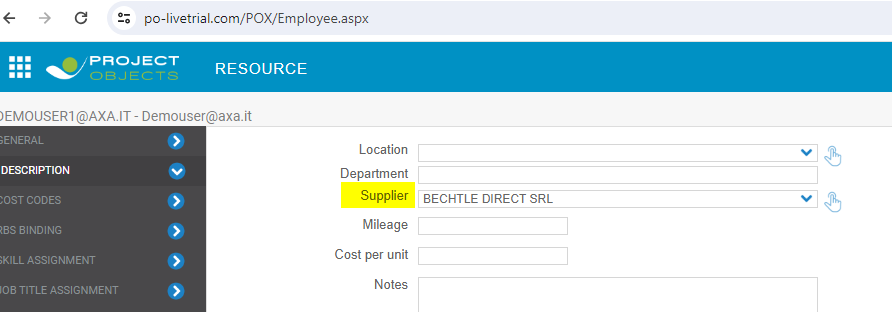 po-livetrial.com/POX/Employee.aspx
PROJECT
OBJECTS
RESOURCE
DEMOUSER1@AXA.IT - Demouser@axa.it
GENERAL
DESCRIPTION
COST CODES
RBS BINDING
SKILL ASSIGNMENT
JOB TITLE ASSIGNMENT
Location
Department
Supplier BECHTLE DIRECT SRL
Mileage
Cost per unit
Notes